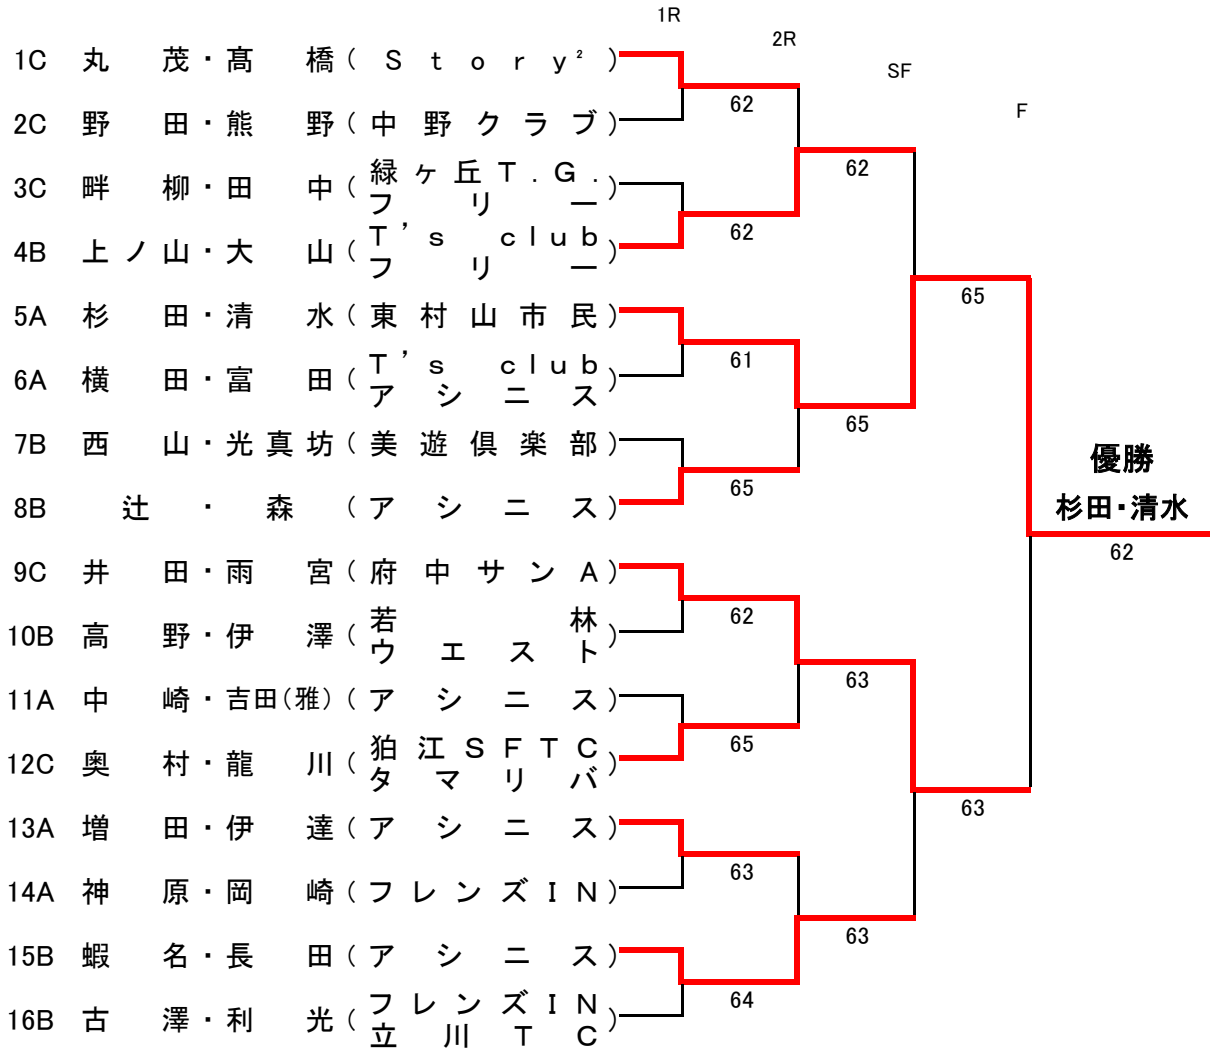 1R
2R
SF
F
1C 丸茂・髙橋(Story²)
62
2C 野田・熊野(中野クラブ)
62
3C 畔柳・田中(緑ヶ丘T.G.
フリー)
62
4B 上ノ山・大山(T's club
フリー)
65
5A 杉田・清水(東村山市民)
61
6A 横田・富田(T's club
アシニス)
65
7B 西山・光真坊(美遊倶楽部)
優勝
65
8B 辻・森(アシニス)
杉田・清水
62
9C 井田・雨宮(府中サンA)
62
10B 高野・伊澤(若林
ウエスト)
63
11A 中崎・吉田(雅)(アシニス)
65
12C 奥村・龍川(狛江SFTC
タマリバ)
63
13A 増田・伊達(アシニス)
63
14A 神原・岡崎(フレンズIN)
63
15B 蝦名・長田(アシニス)
64
16B 古澤・利光(フレンズIN
立川TC)